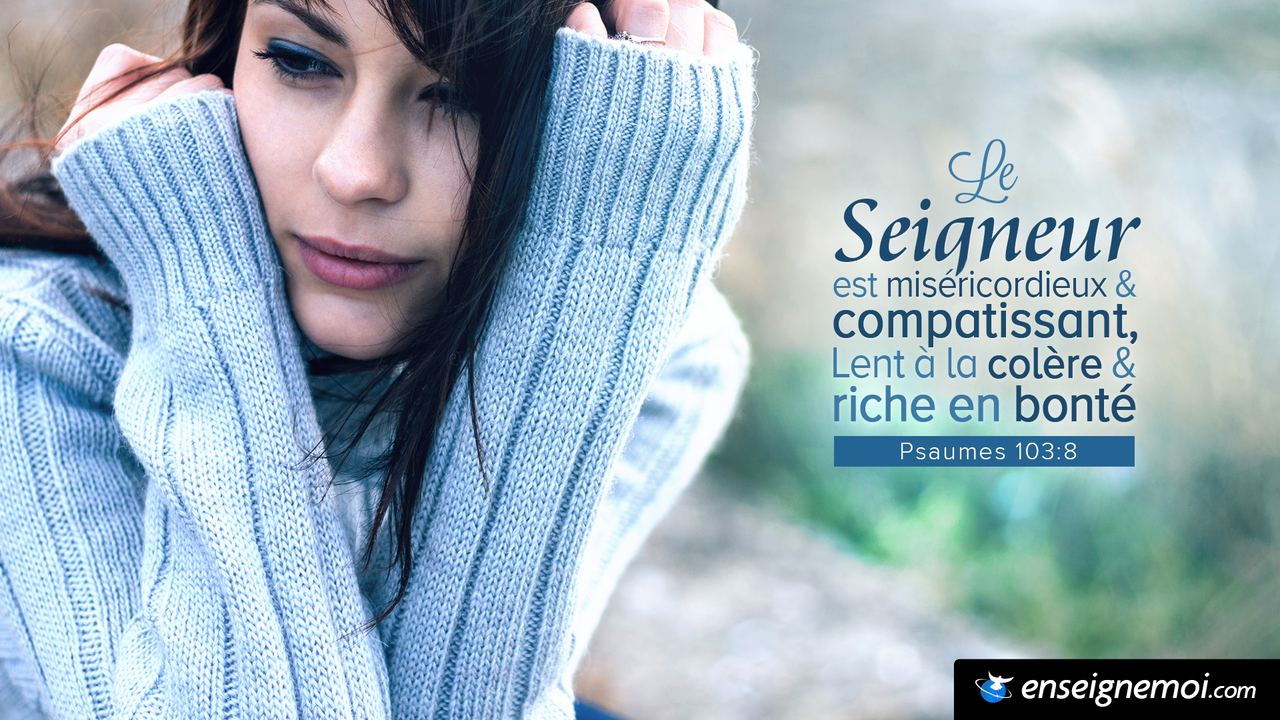 Le
Seigneur
est miséricordieux &
compatissant,
Lent à la colère &
riche en bonté
Psaumes 103:8
enseignemoi.com